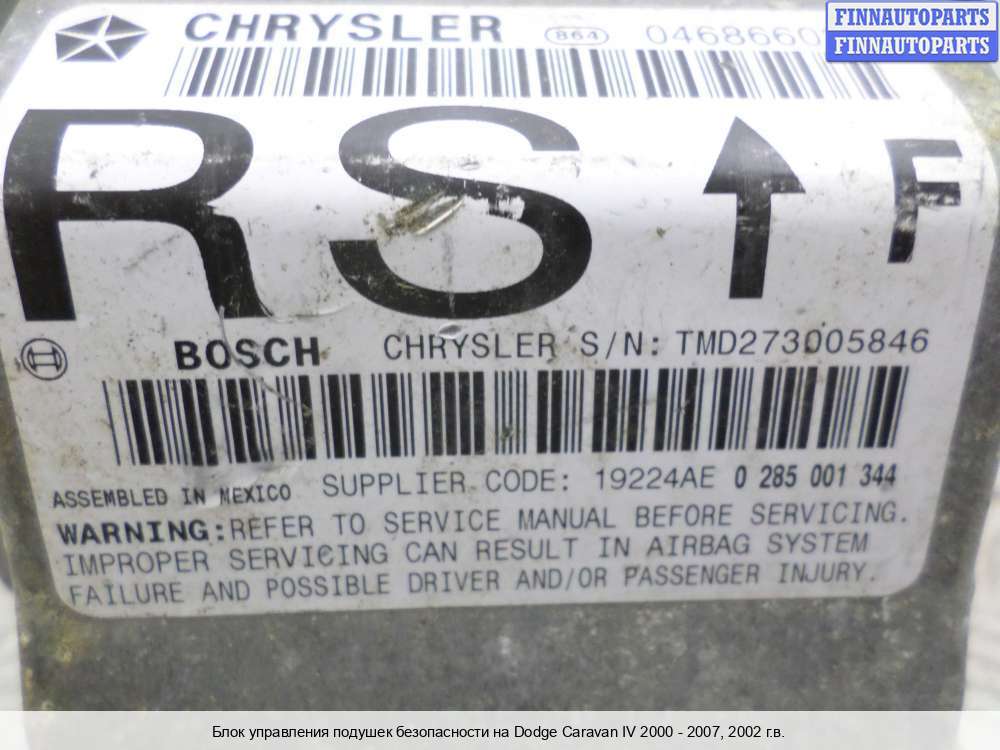 FINNAUTOPARTS
FINNAUTOPARTS
CHRYSLER 864
RS F
BOSCH CHRYSLER S/N: TMD273005846
ASSEMBLED IN MEXICO SUPPLIER CODE: 19224AE 0 285 001 344
WARNING: REFER TO SERVICE MANUAL BEFORE SERVICING.
IMPROPER SERVICING CAN RESULT IN AIRBAG SYSTEM
FAILURE AND POSSIBLE DRIVER AND/OR PASSENGER INJURY.
Блок управления подушек безопасности на Dodge Caravan IV 2000 - 2007, 2002 г.в.